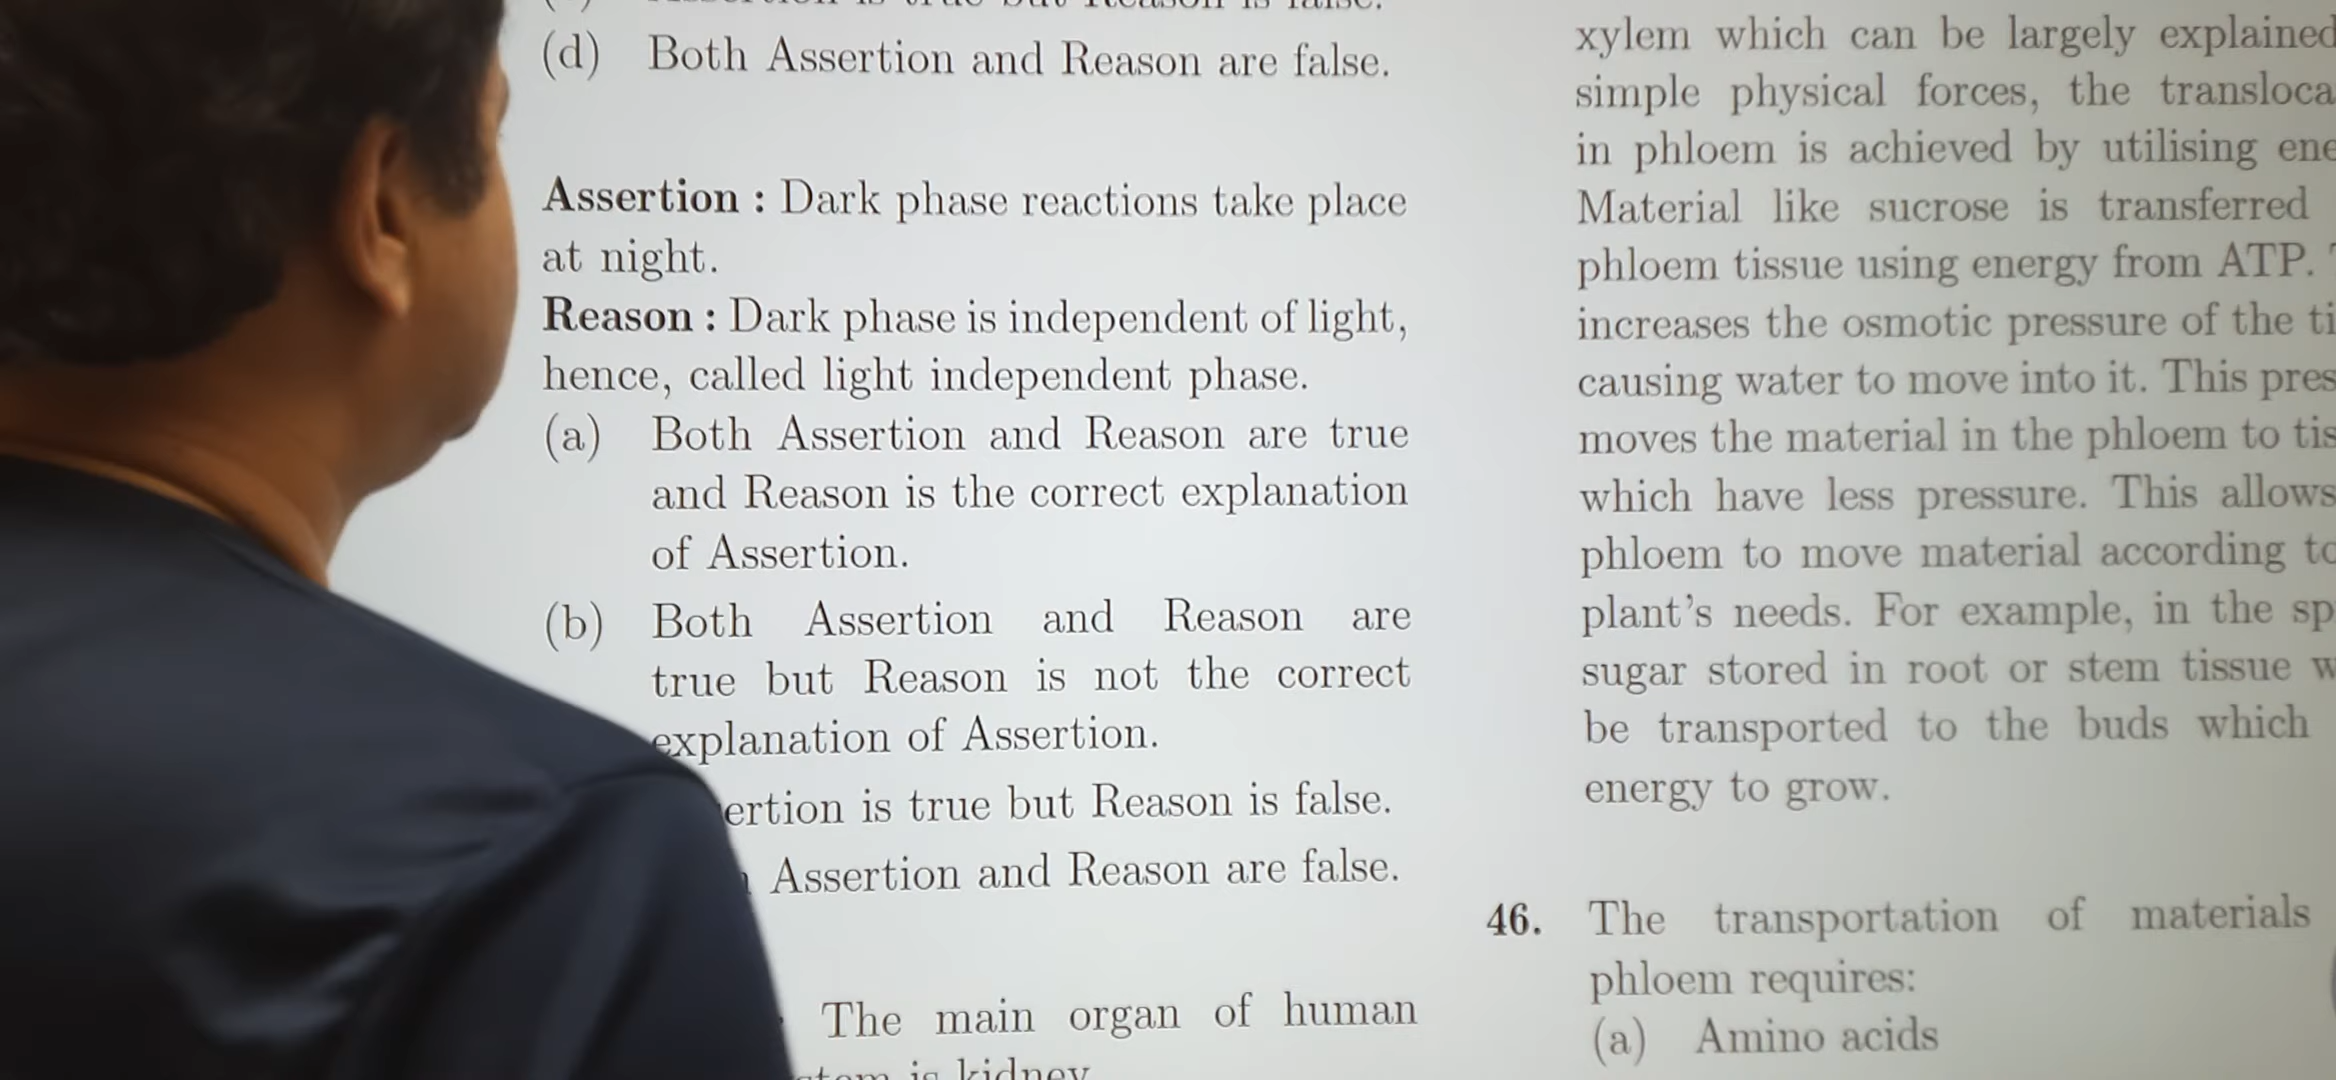 (d) Both Assertion and Reason are false.
Assertion : Dark phase reactions take place
at night.
Reason : Dark phase is independent of light,
hence, called light independent phase.
(a) Both Assertion and Reason are true
and Reason is the correct explanation
of Assertion.
(b) Both Assertion and Reason are
true but Reason is not the correct
explanation of Assertion.
is true but Reason is false.
Assertion and Reason are false.
The main organ of human
is kidney
xylem which can be largely explained
simple physical forces, the
in phloem is achieved by utilising
Material like sucrose is transferred
phloem tissue using energy from ATP.
increases the osmotic pressure of the
causing water to move into it. This
moves the material in the phloem to
which have less pressure. This allows
phloem to move material according
plant's needs. For example, in the
sugar stored in root or stem tissue
be transported to the buds which
energy to grow.
46. The transportation of materials
phloem requires:
(a) Amino acids